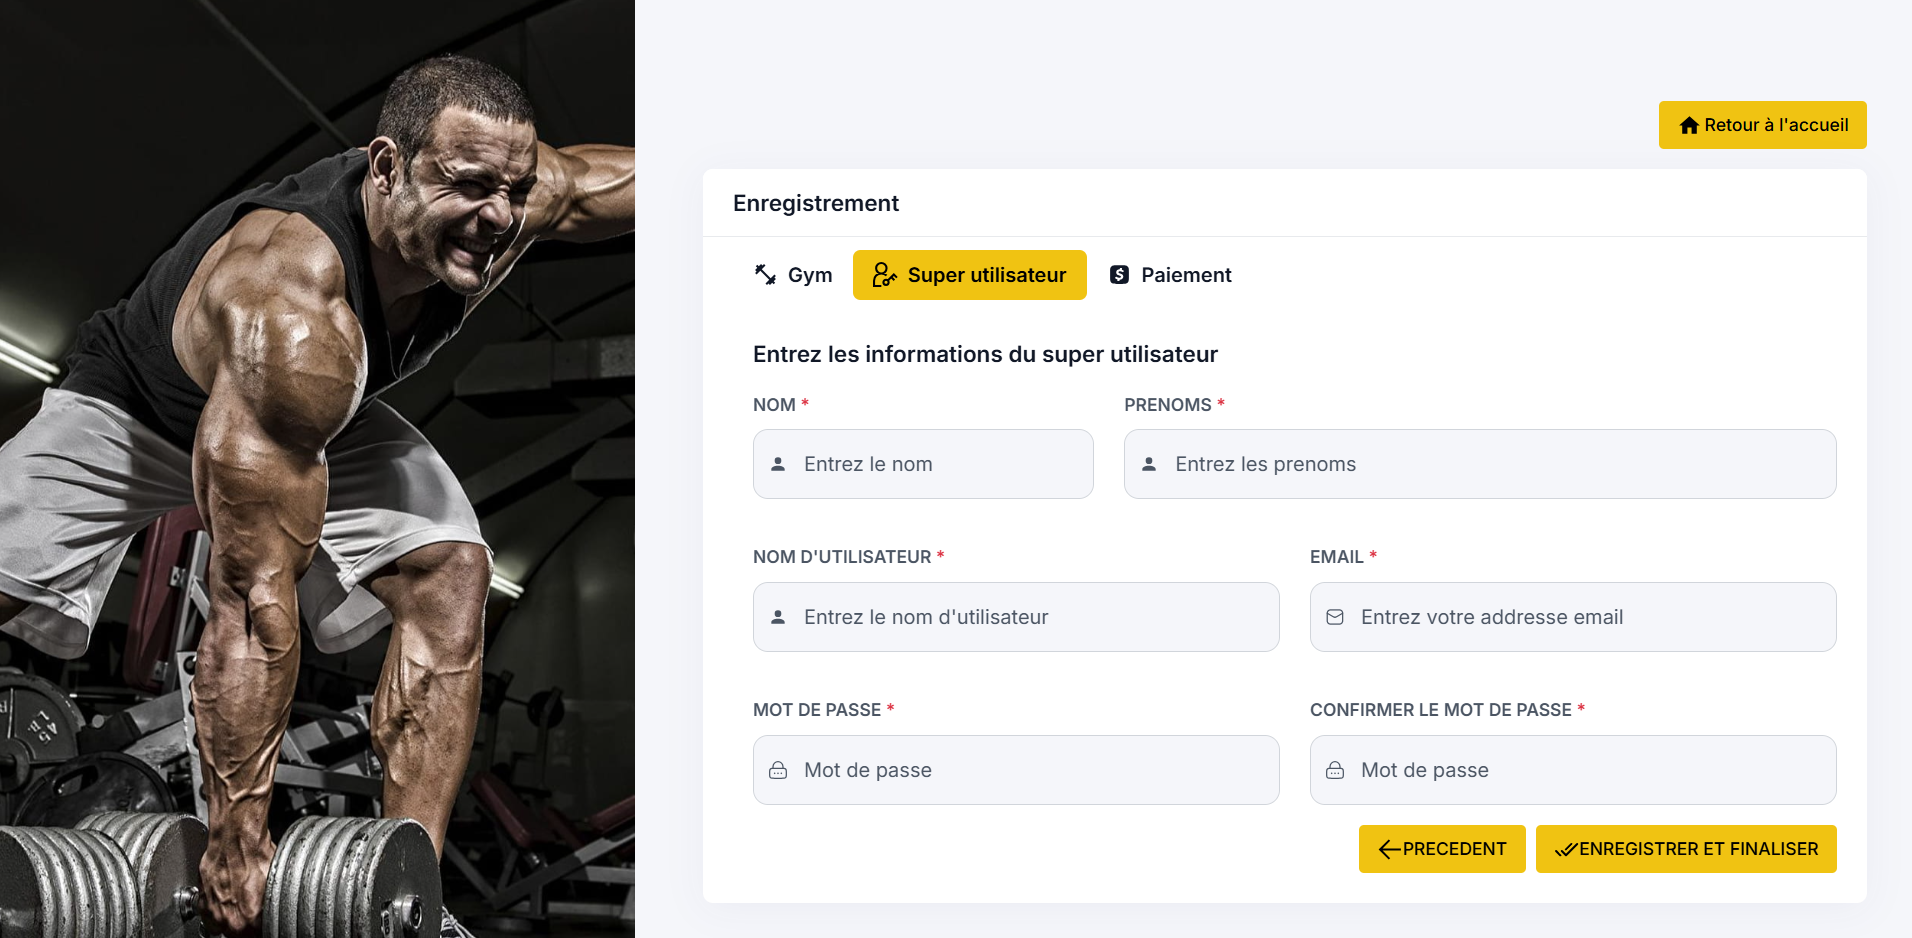 Retour à l'accueil
Enregistrement
Gym Super utilisateur Paiement
Entrez les informations du super utilisateur
NOM * PRENOMS *
Entrez le nom Entrez les prenoms
NOM D'UTILISATEUR * EMAIL *
Entrez le nom d'utilisateur Entrez votre addresse email
MOT DE PASSE * CONFIRMER LE MOT DE PASSE *
Mot de passe Mot de passe
PRECEDENT ENREGISTRER ET FINALISER
45
LB.